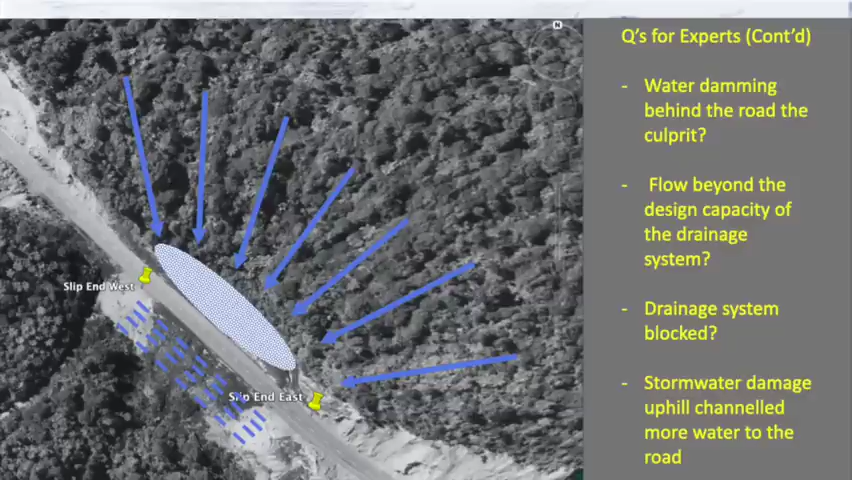 N
Q's for Experts (Cont'd)
- Water damming
behind the road the
culprit?
- Flow beyond the
design capacity of
the drainage
system?
Slip End West
- Drainage system
blocked?
- Stormwater damage
uphill channelled
more water to the
road
Slip End East